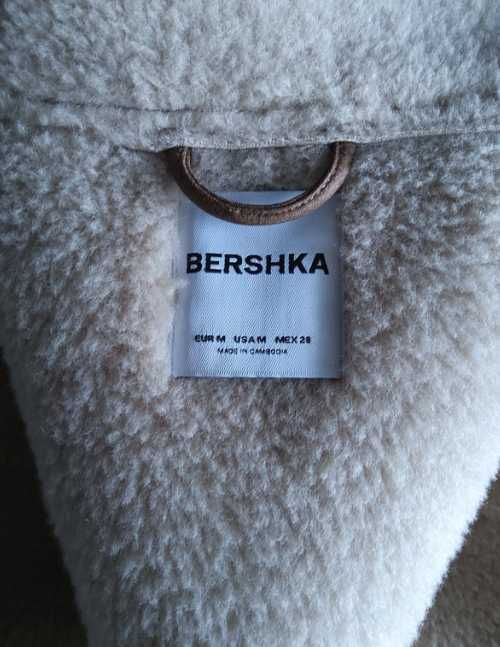 BERSHKA
EUR M USA M MEX 28
MADE IN CAMBODIA